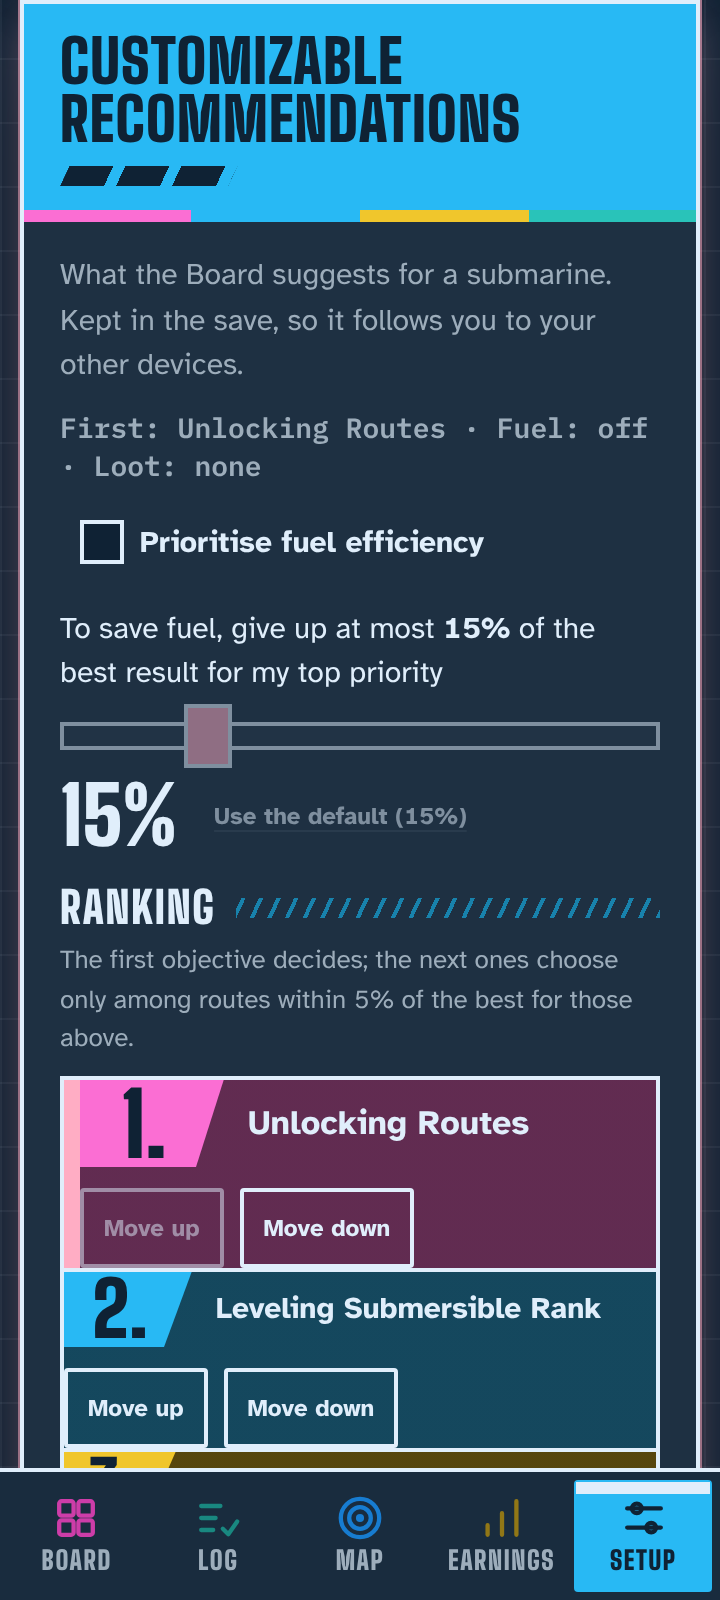 CUSTOMIZABLE
RECOMMENDATIONS
What the Board suggests for a submarine.
Kept in the save, so it follows you to your
other devices.
First: Unlocking Routes · Fuel: off
· Loot: none
Prioritise fuel efficiency
To save fuel, give up at most 15% of the
best result for my top priority
15% Use the default (15%)
RANKING
The first objective decides; the next ones choose
only among routes within 5% of the best for those
above.
1. Unlocking Routes
Move up Move down
2. Leveling Submersible Rank
Move up Move down
BOARD LOG MAP EARNINGS SETUP